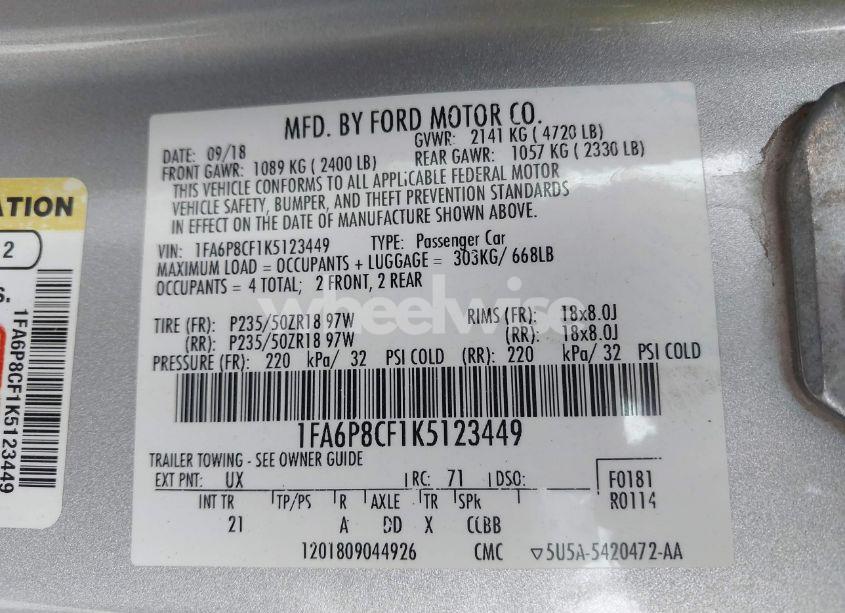 MFD. BY FORD MOTOR CO.
DATE: 09/18 GVWR: 2141 KG ( 4720 LB)
FRONT GAWR: 1089 KG ( 2400 LB) REAR GAWR: 1057 KG ( 2330 LB)
THIS VEHICLE CONFORMS TO ALL APPLICABLE FEDERAL MOTOR
VEHICLE SAFETY, BUMPER, AND THEFT PREVENTION STANDARDS
IN EFFECT ON THE DATE OF MANUFACTURE SHOWN ABOVE.
VIN: 1FA6P8CF1K5123449 TYPE: Passenger Car
MAXIMUM LOAD = OCCUPANTS + LUGGAGE = 303KG/ 668LB
OCCUPANTS = 4 TOTAL; 2 FRONT, 2 REAR
wheelwise
TIRE (FR): P235/50ZR18 97W RIMS (FR): 18x8.0J
(RR): P235/50ZR18 97W (RR): 18x8.0J
PRESSURE (FR): 220 kPa/ 32 PSI COLD (RR): 220 kPa/ 32 PSI COLD
1FA6P8CF1K5123449
TRAILER TOWING - SEE OWNER GUIDE
EXT PNT: UX RC: 71 DSO: F0181
R0114
INT TR TP/PS R AXLE TR SPK
21 A DD X CCBB
1201809044926 CMC ▽5U5A-5420472-AA
ATION
2
1FA6P8CF1K5123449